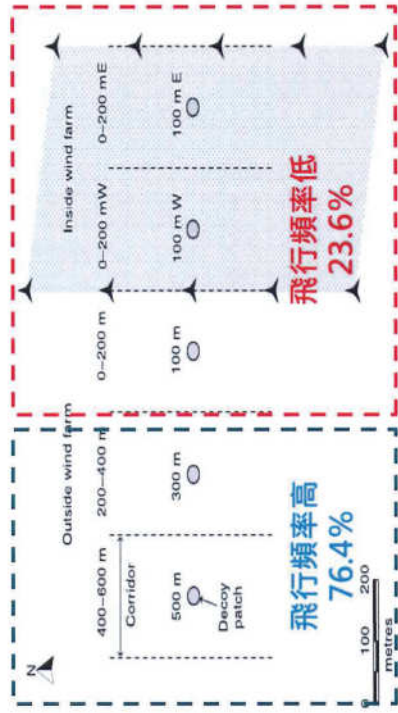 N
Outside wind farm
Inside wind farm
400–600 m
200–400 m
0–200 m
0–200 mW
0–200 mE
Corridor
500 m
300 m
100 m
100 m W
100 m E
Decoy
patch
飛行頻率高
76.4%
飛行頻率低
23.6%
0 100 200
metres